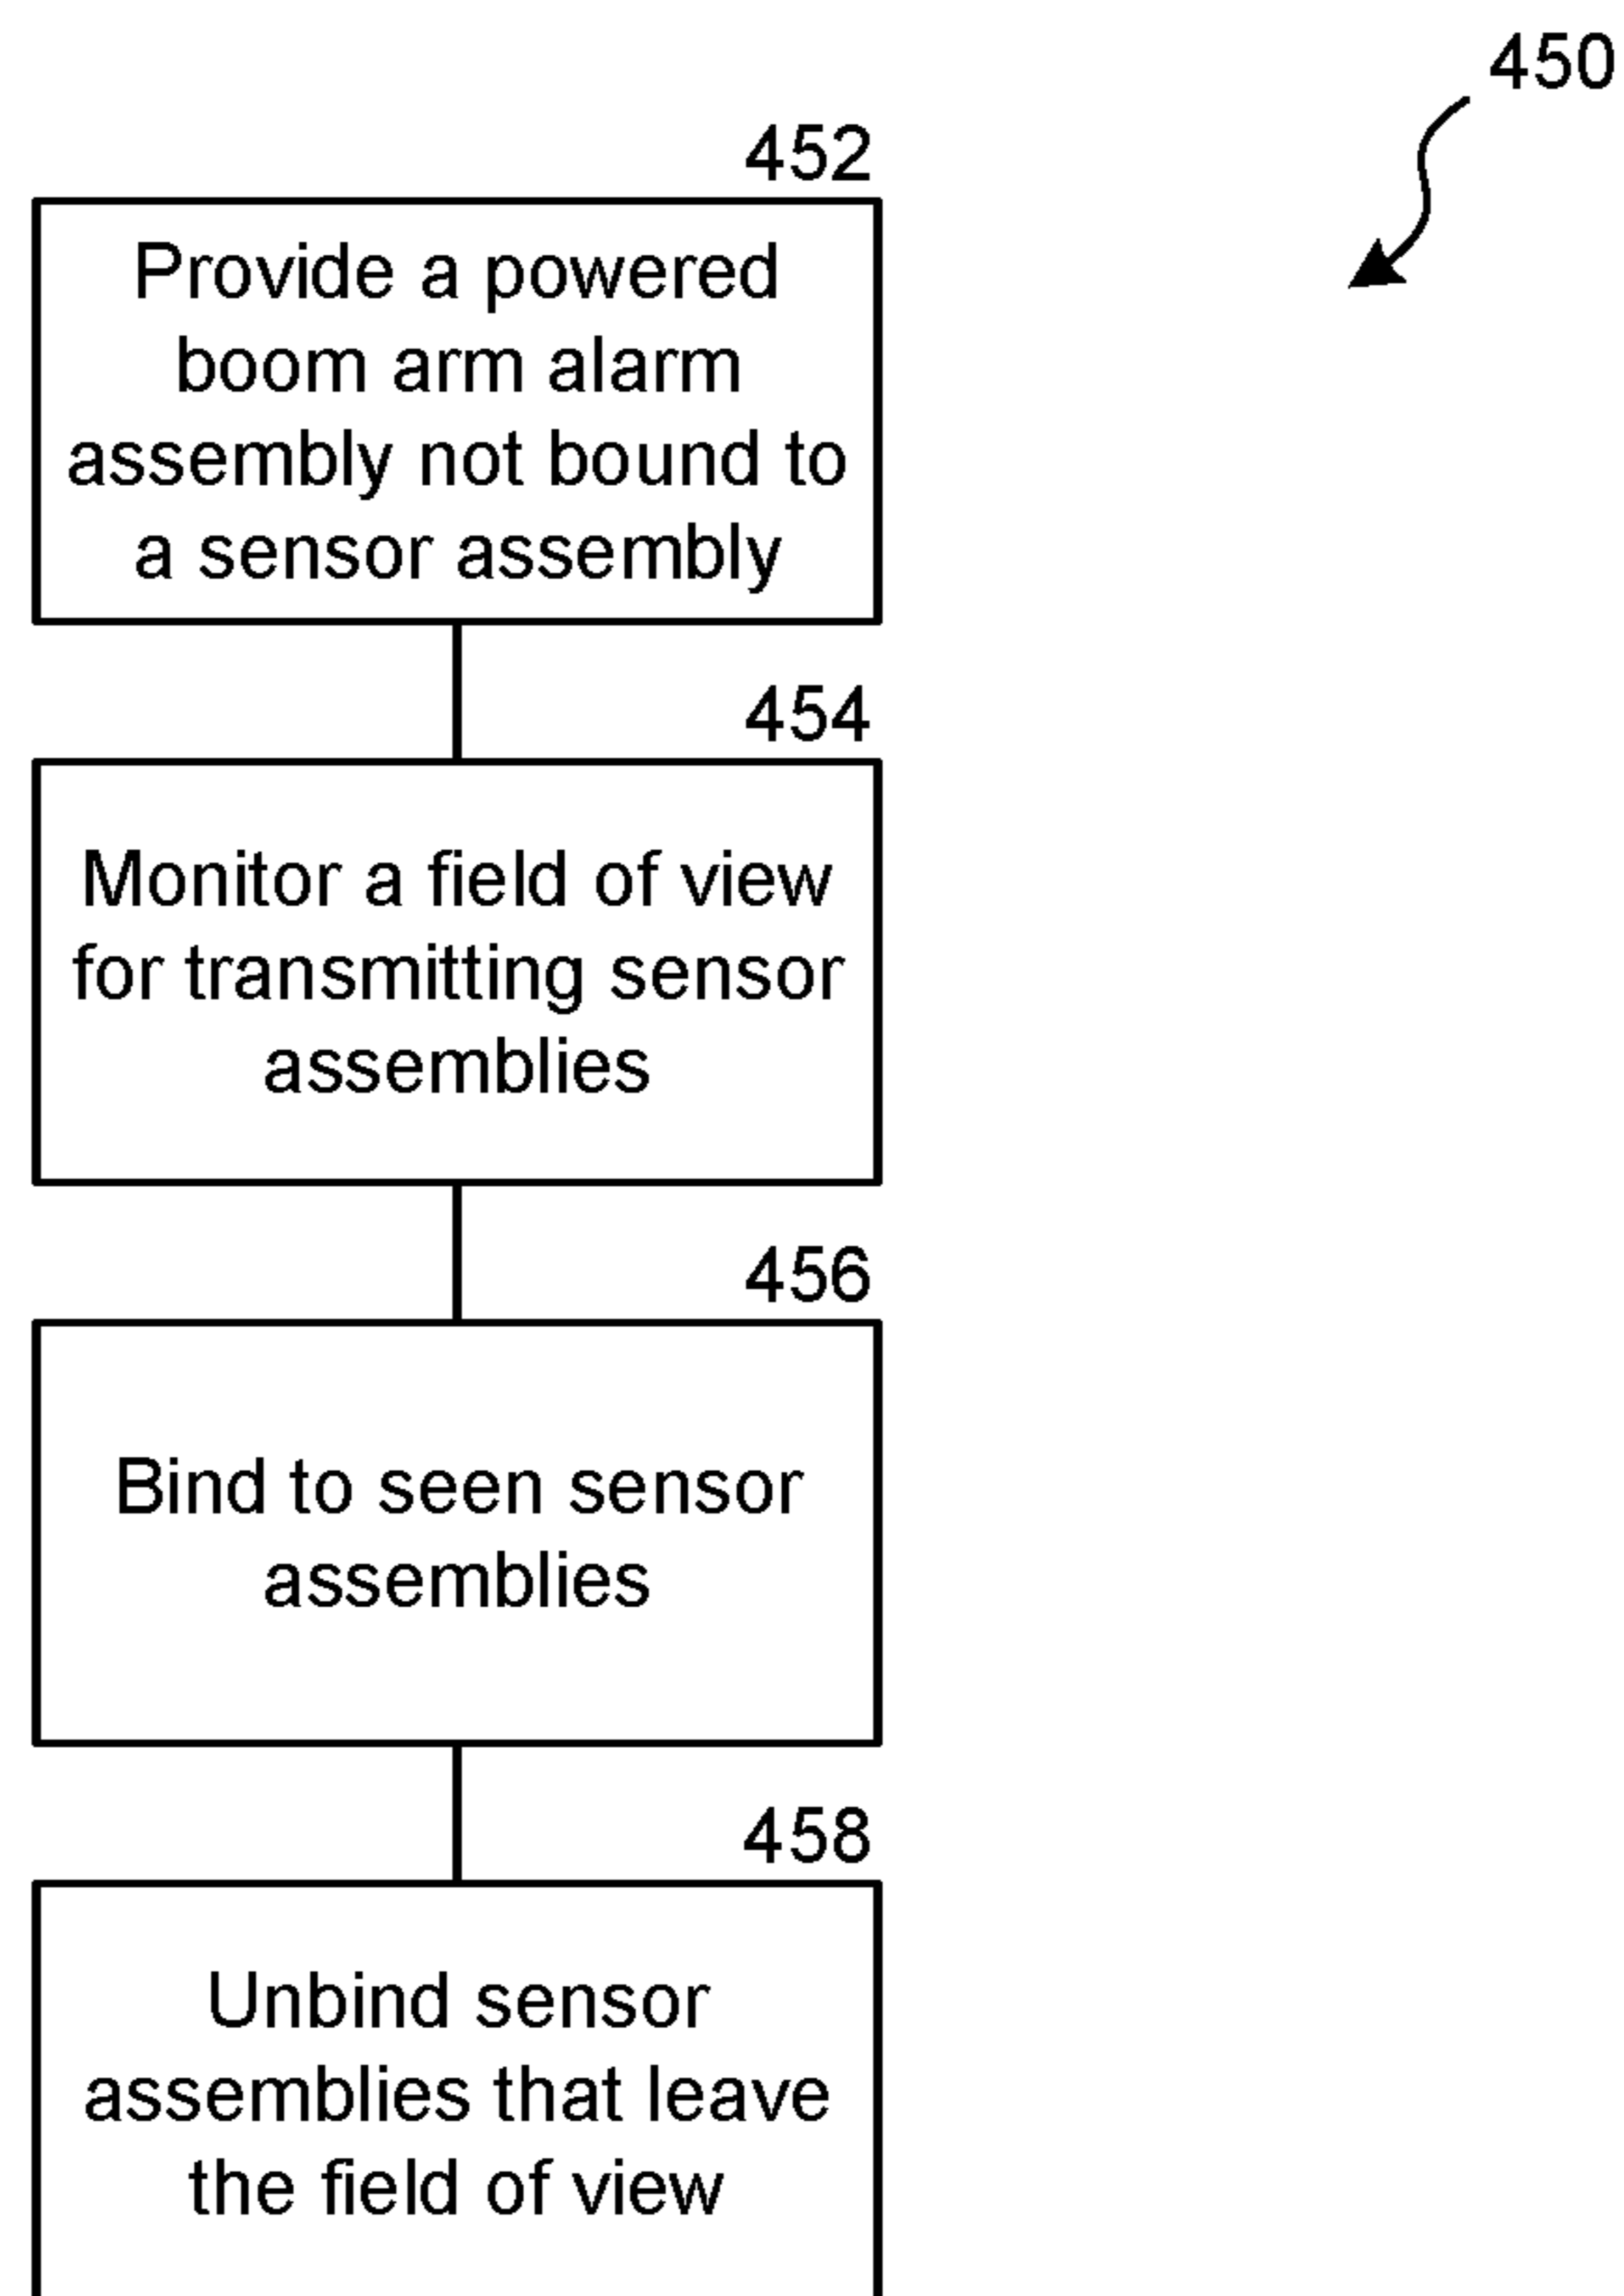 450
452
Provide a powered
boom arm alarm
assembly not bound to
a sensor assembly
454
Monitor a field of view
for transmitting sensor
assemblies
456
Bind to seen sensor
assemblies
458
Unbind sensor
assemblies that leave
the field of view